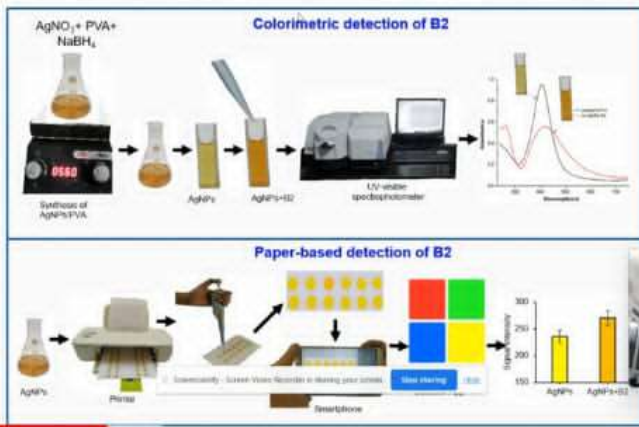 Colorimetric detection of B2
AgNO3+ PVA+
NaBH4
0560
Synthesis of
AgNPs/PVA
AgNPs
AgNPs+B2
UV-visible
spectrophotometer
Paper-based detection of B2
AgNPs
Printer
Screencastify - Screen Video Recorder is sharing your screen.
Stop sharing
Hide
Smartphone
Signal Intensity
300
250
200
150
AgNPs
AgNPs+B2